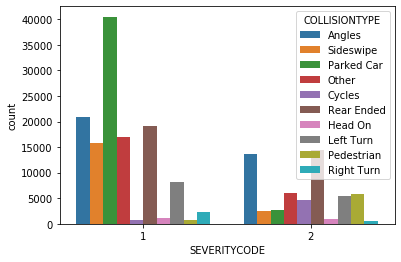 40000
35000
30000
25000
20000
15000
10000
5000
0
count
1
2
SEVERITYCODE
COLLISIONTYPE
Angles
Sideswipe
Parked Car
Other
Cycles
Rear Ended
Head On
Left Turn
Pedestrian
Right Turn